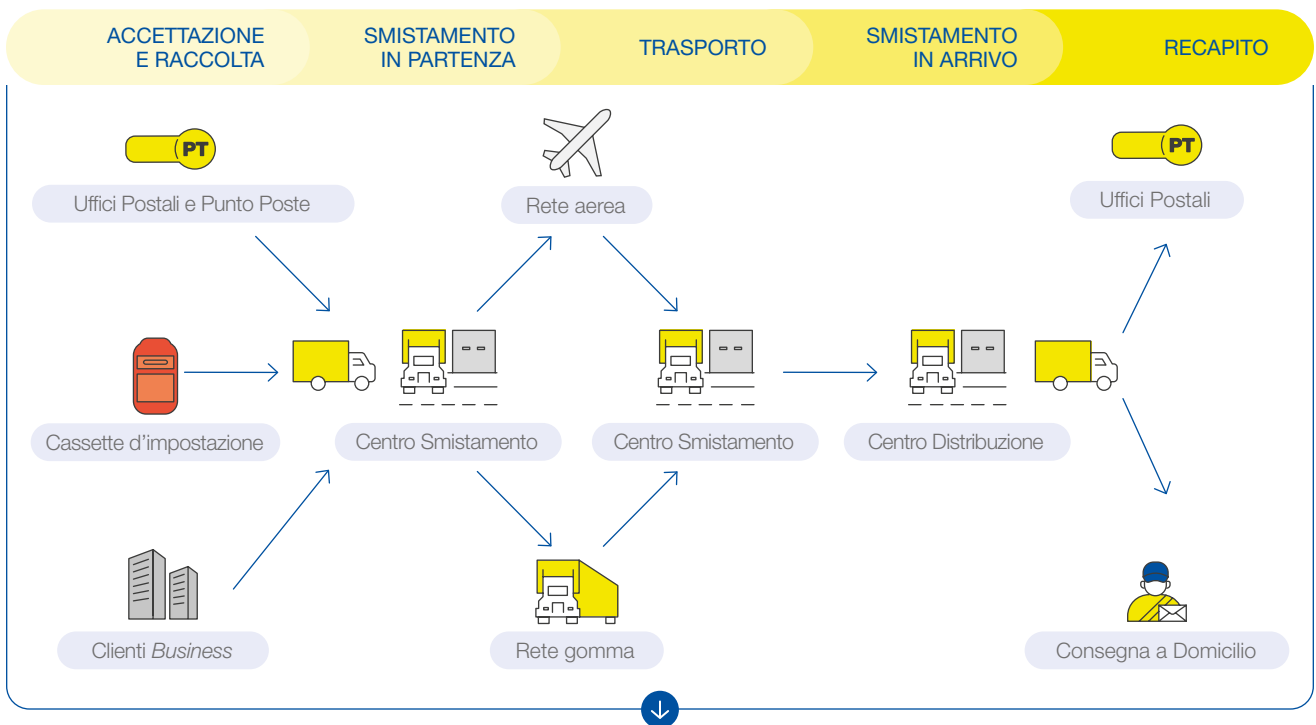 ACCETTAZIONE
E RACCOLTA
SMISTAMENTO
IN PARTENZA
TRASPORTO
SMISTAMENTO
IN ARRIVO
RECAPITO
PT
Uffici Postali e Punto Poste
Rete aerea
PT
Uffici Postali
Cassette d'impostazione
Centro Smistamento
Centro Smistamento
Centro Distribuzione
Clienti Business
Rete gomma
Consegna a Domicilio